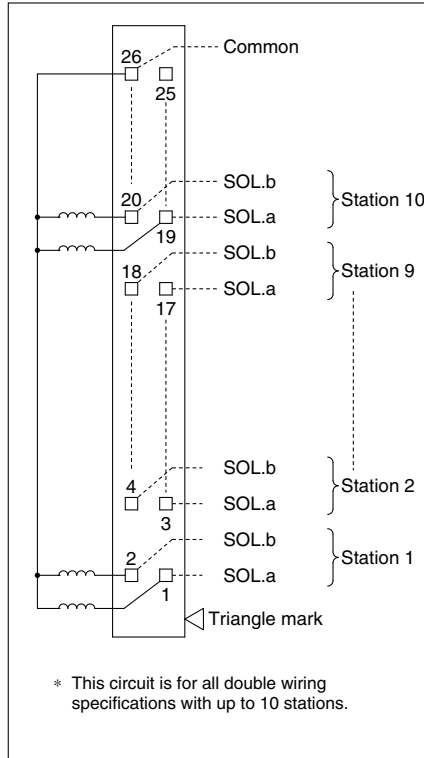 26
Common
25
20
SOL.b
SOL.a
Station 10
19
18
SOL.b
SOL.a
Station 9
17
4
SOL.b
SOL.a
Station 2
3
2
SOL.b
SOL.a
Station 1
1
Triangle mark
* This circuit is for all double wiring
specifications with up to 10 stations.